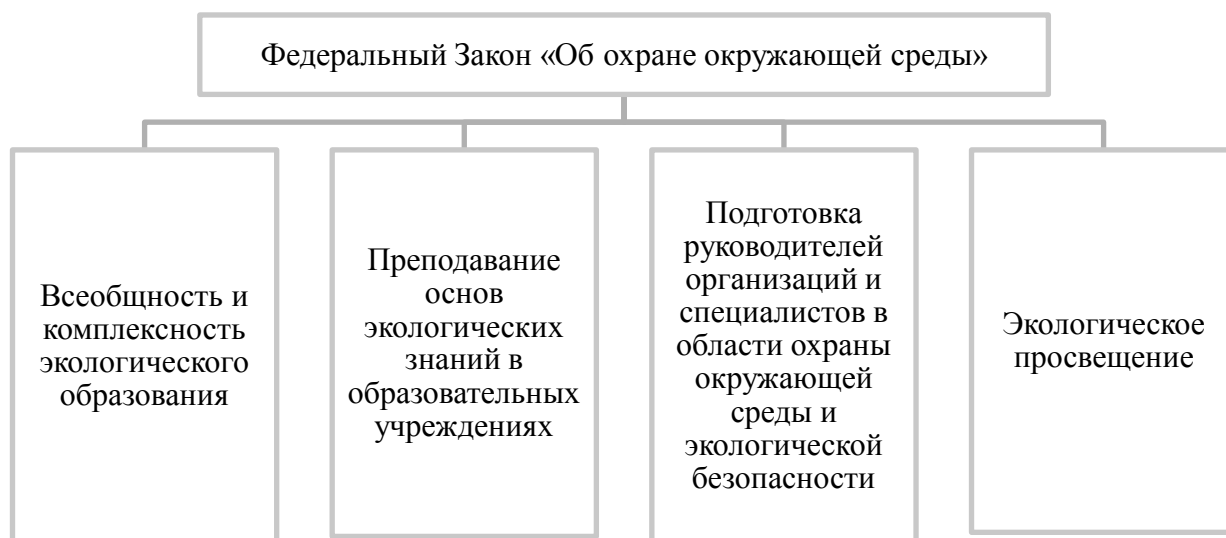 Федеральный Закон «Об охране окружающей среды»
Всеобщность и
комплексность
экологического
образования
Преподавание
основ
экологических
знаний в
образовательных
учреждениях
Подготовка
руководителей
организаций и
специалистов в
области охраны
окружающей
среды и
экологической
безопасности
Экологическое
просвещение